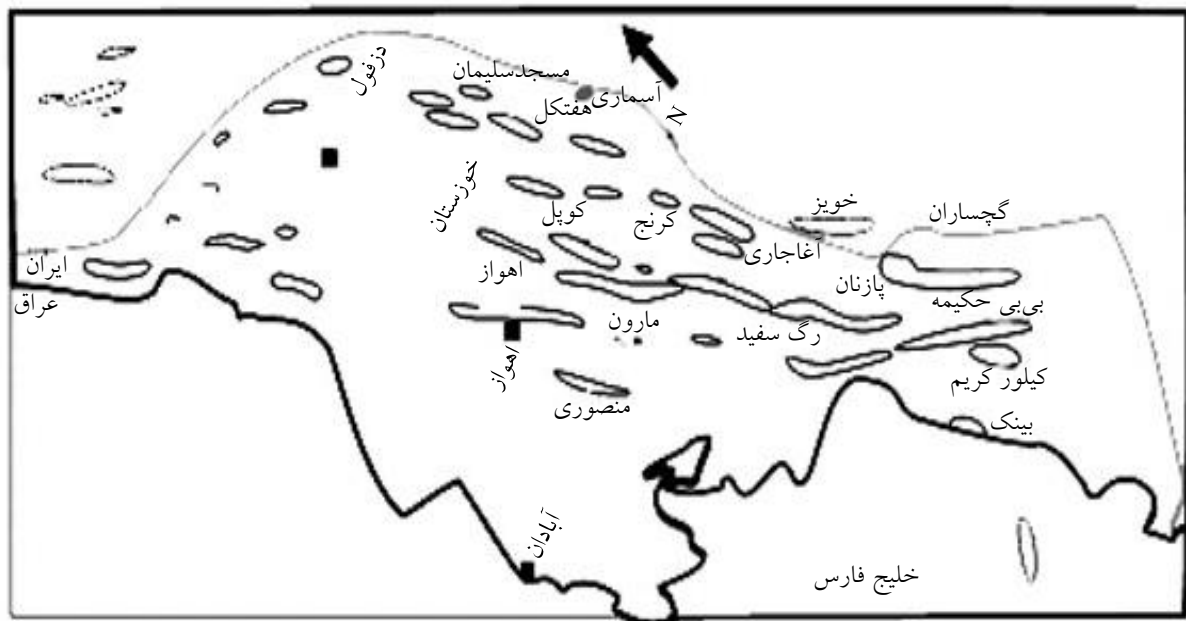 دزفول
مسجدسلیمان
آسماری
هفتکل
N
خوزستان
کوپل
کرنج
خویز
گچساران
آغاجاری
ایران
عراق
اهواز
پازنان
بی‌بی حکیمه
مارون
رگ سفید
اهواز
کیلور کریم
منصوری
بینک
آبادان
خلیج فارس